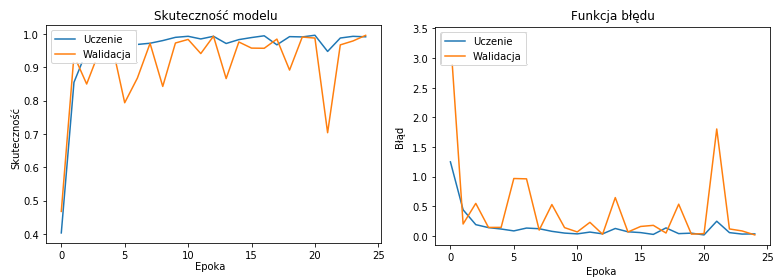 Skuteczność modelu
Skuteczność
1.0
0.9
0.8
0.7
0.6
0.5
0.4
Uczenie
Walidacja
0
5
10
15
20
25
Epoka
Funkcja błędu
Błąd
3.5
3.0
2.5
2.0
1.5
1.0
0.5
0.0
Uczenie
Walidacja
0
5
10
15
20
25
Epoka